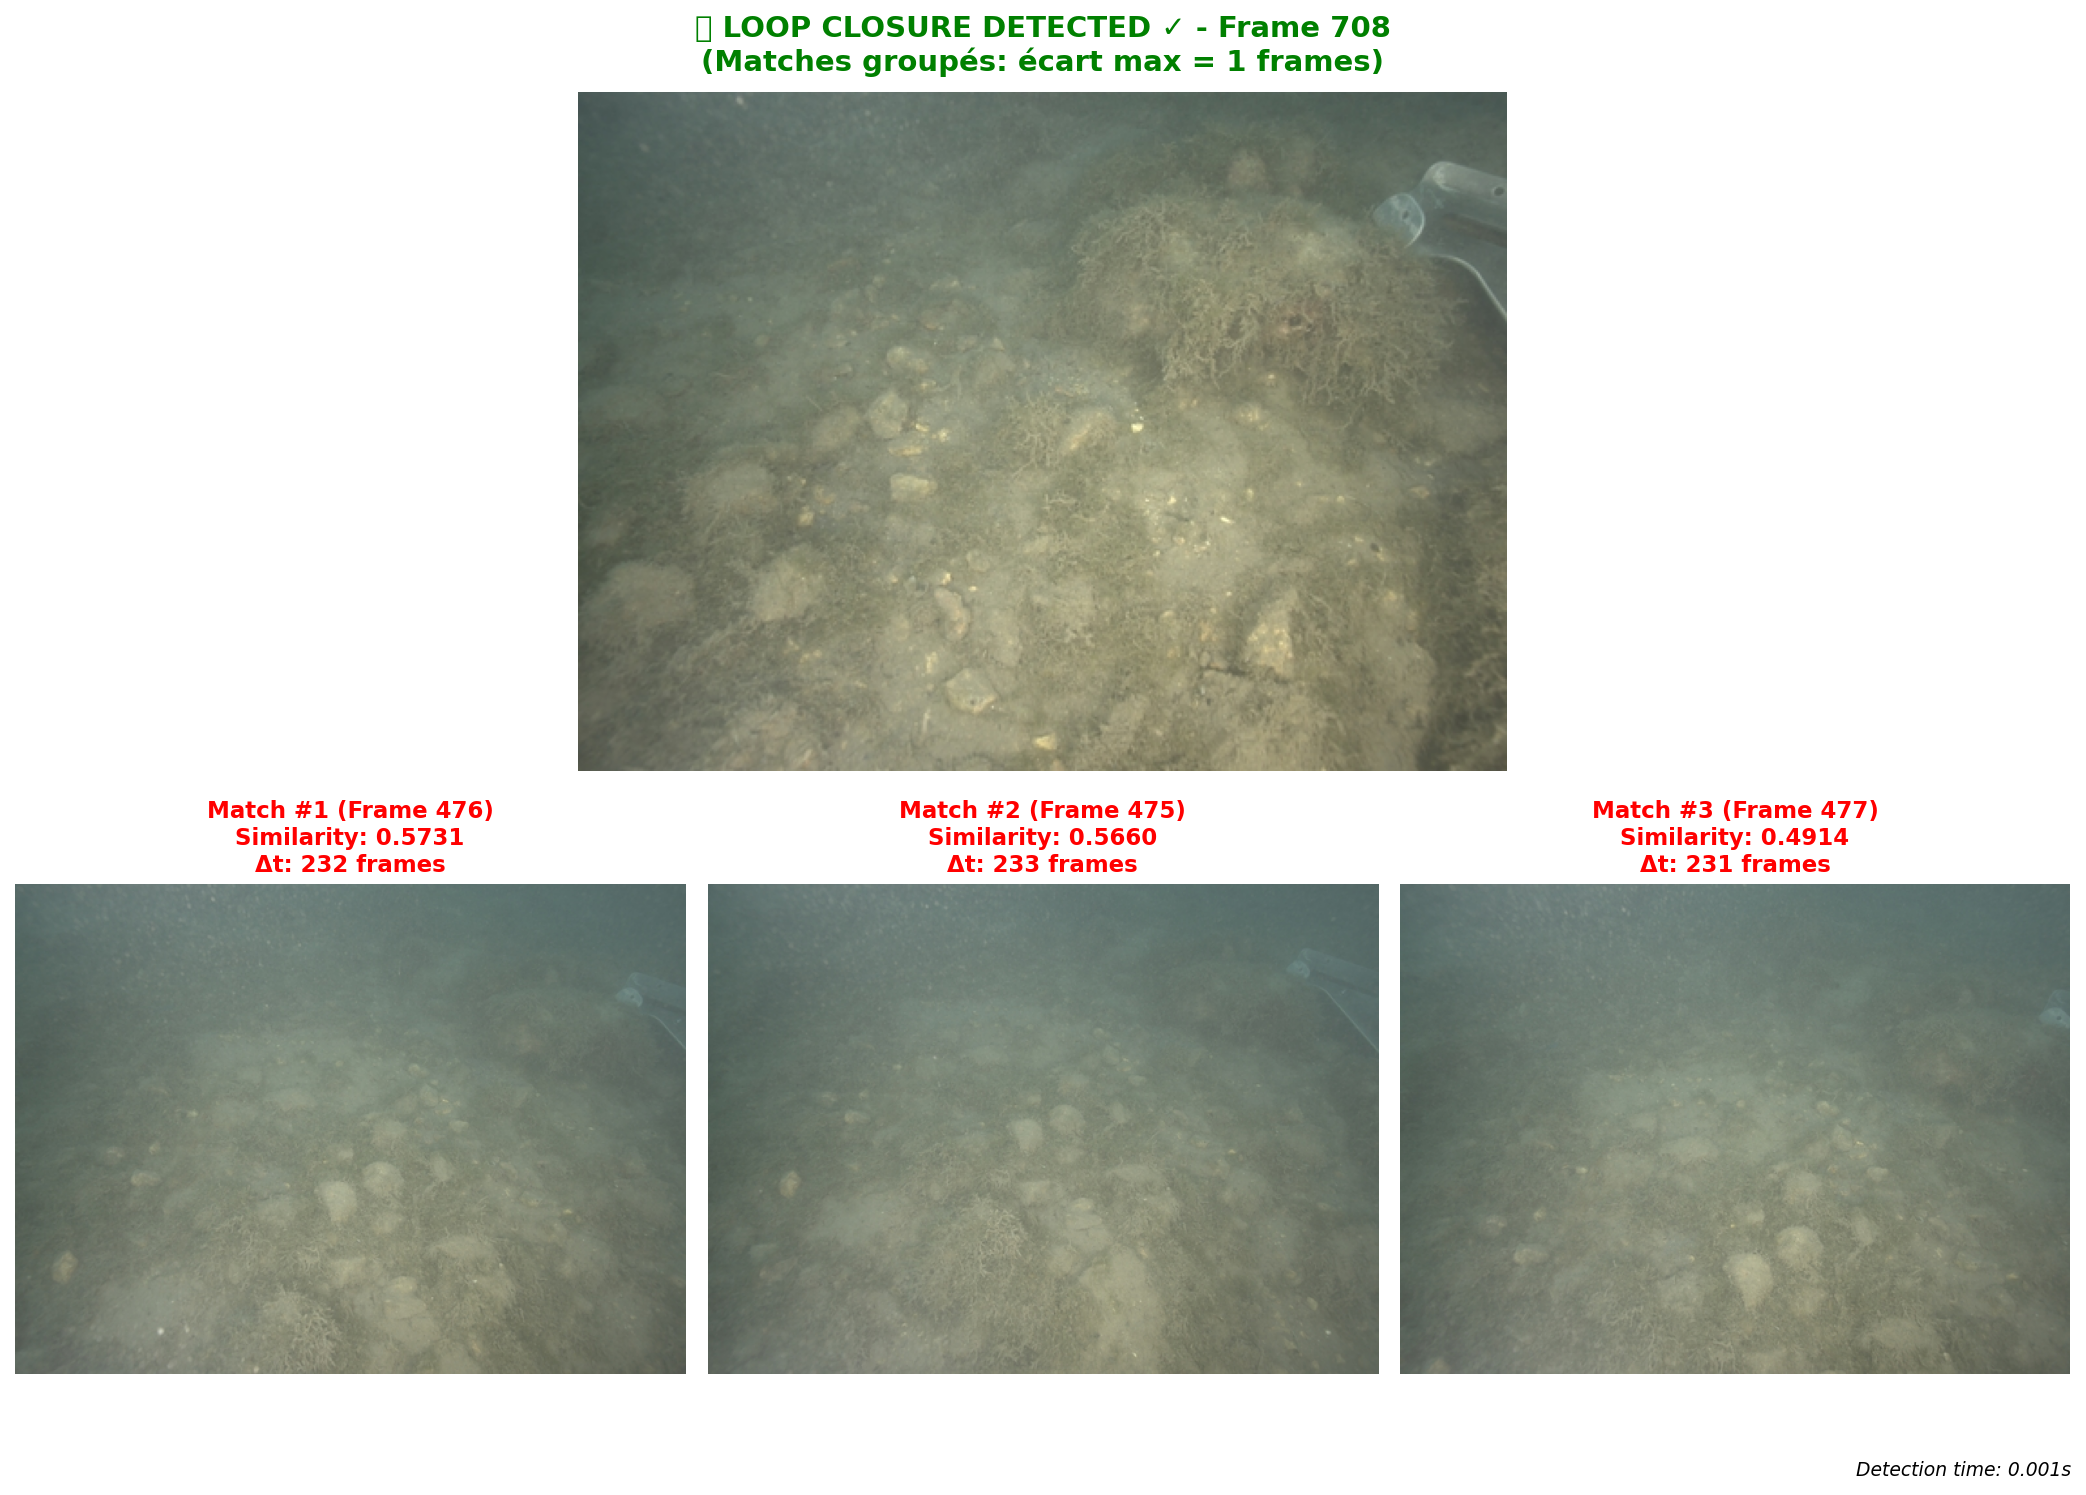 LOOP CLOSURE DETECTED ✓ - Frame 708
(Matches groupés: écart max = 1 frames)
Match #1 (Frame 476)
Similarity: 0.5731
Δt: 232 frames
Match #2 (Frame 475)
Similarity: 0.5660
Δt: 233 frames
Match #3 (Frame 477)
Similarity: 0.4914
Δt: 231 frames
Detection time: 0.001s